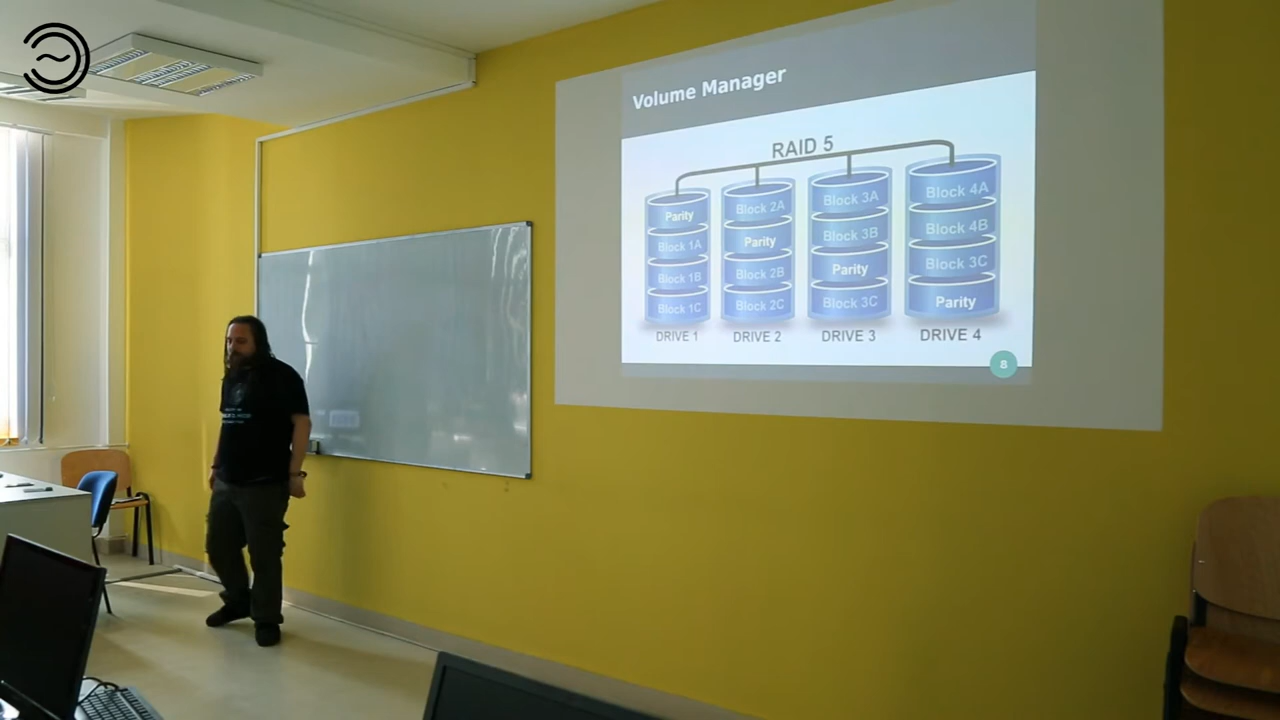 Volume Manager
RAID 5
Parity Block 2A Block 3A Block 4A
Block 1A Parity Block 3B Block 4B
Block 1B Block 2B Parity Block 3C
Block 1C Block 2C Block 3C Parity
DRIVE 1 DRIVE 2 DRIVE 3 DRIVE 4
8